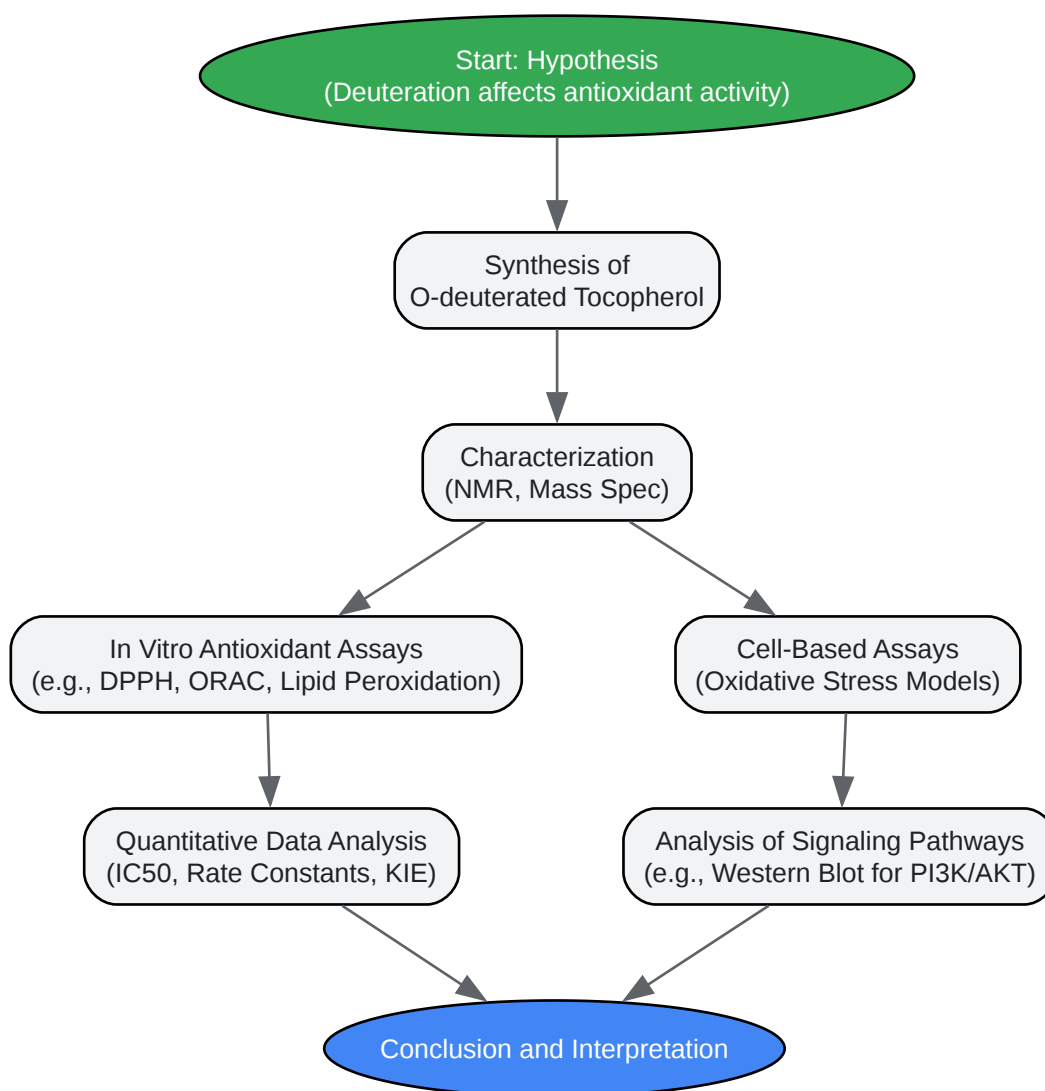 Start: Hypothesis
(Deuteration affects antioxidant activity)
Synthesis of
O-deuterated Tocopherol
Characterization
(NMR, Mass Spec)
In Vitro Antioxidant Assays
(e.g., DPPH, ORAC, Lipid Peroxidation)
Cell-Based Assays
(Oxidative Stress Models)
Quantitative Data Analysis
(IC50, Rate Constants, KIE)
Analysis of Signaling Pathways
(e.g., Western Blot for PI3K/AKT)
Conclusion and Interpretation